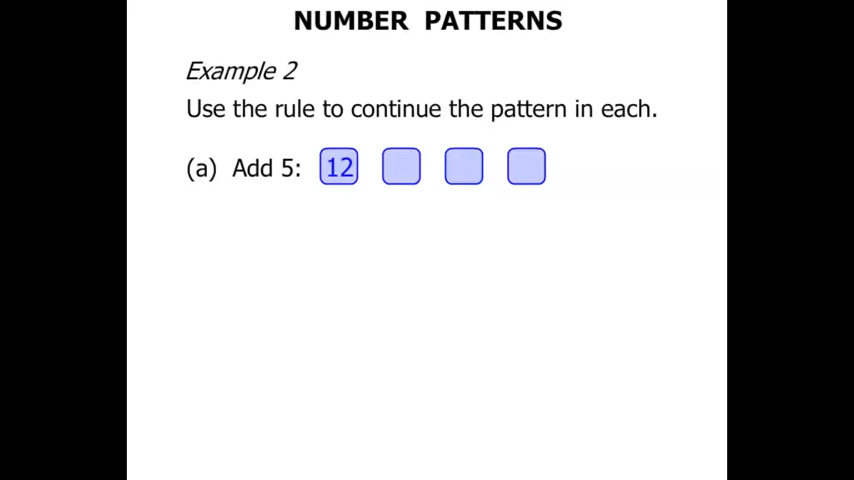 NUMBER PATTERNS
Example 2
Use the rule to continue the pattern in each.
(a) Add 5: 12